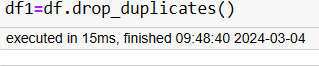 df1=df.drop_duplicates()
executed in 15ms, finished 09:48:40 2024-03-04